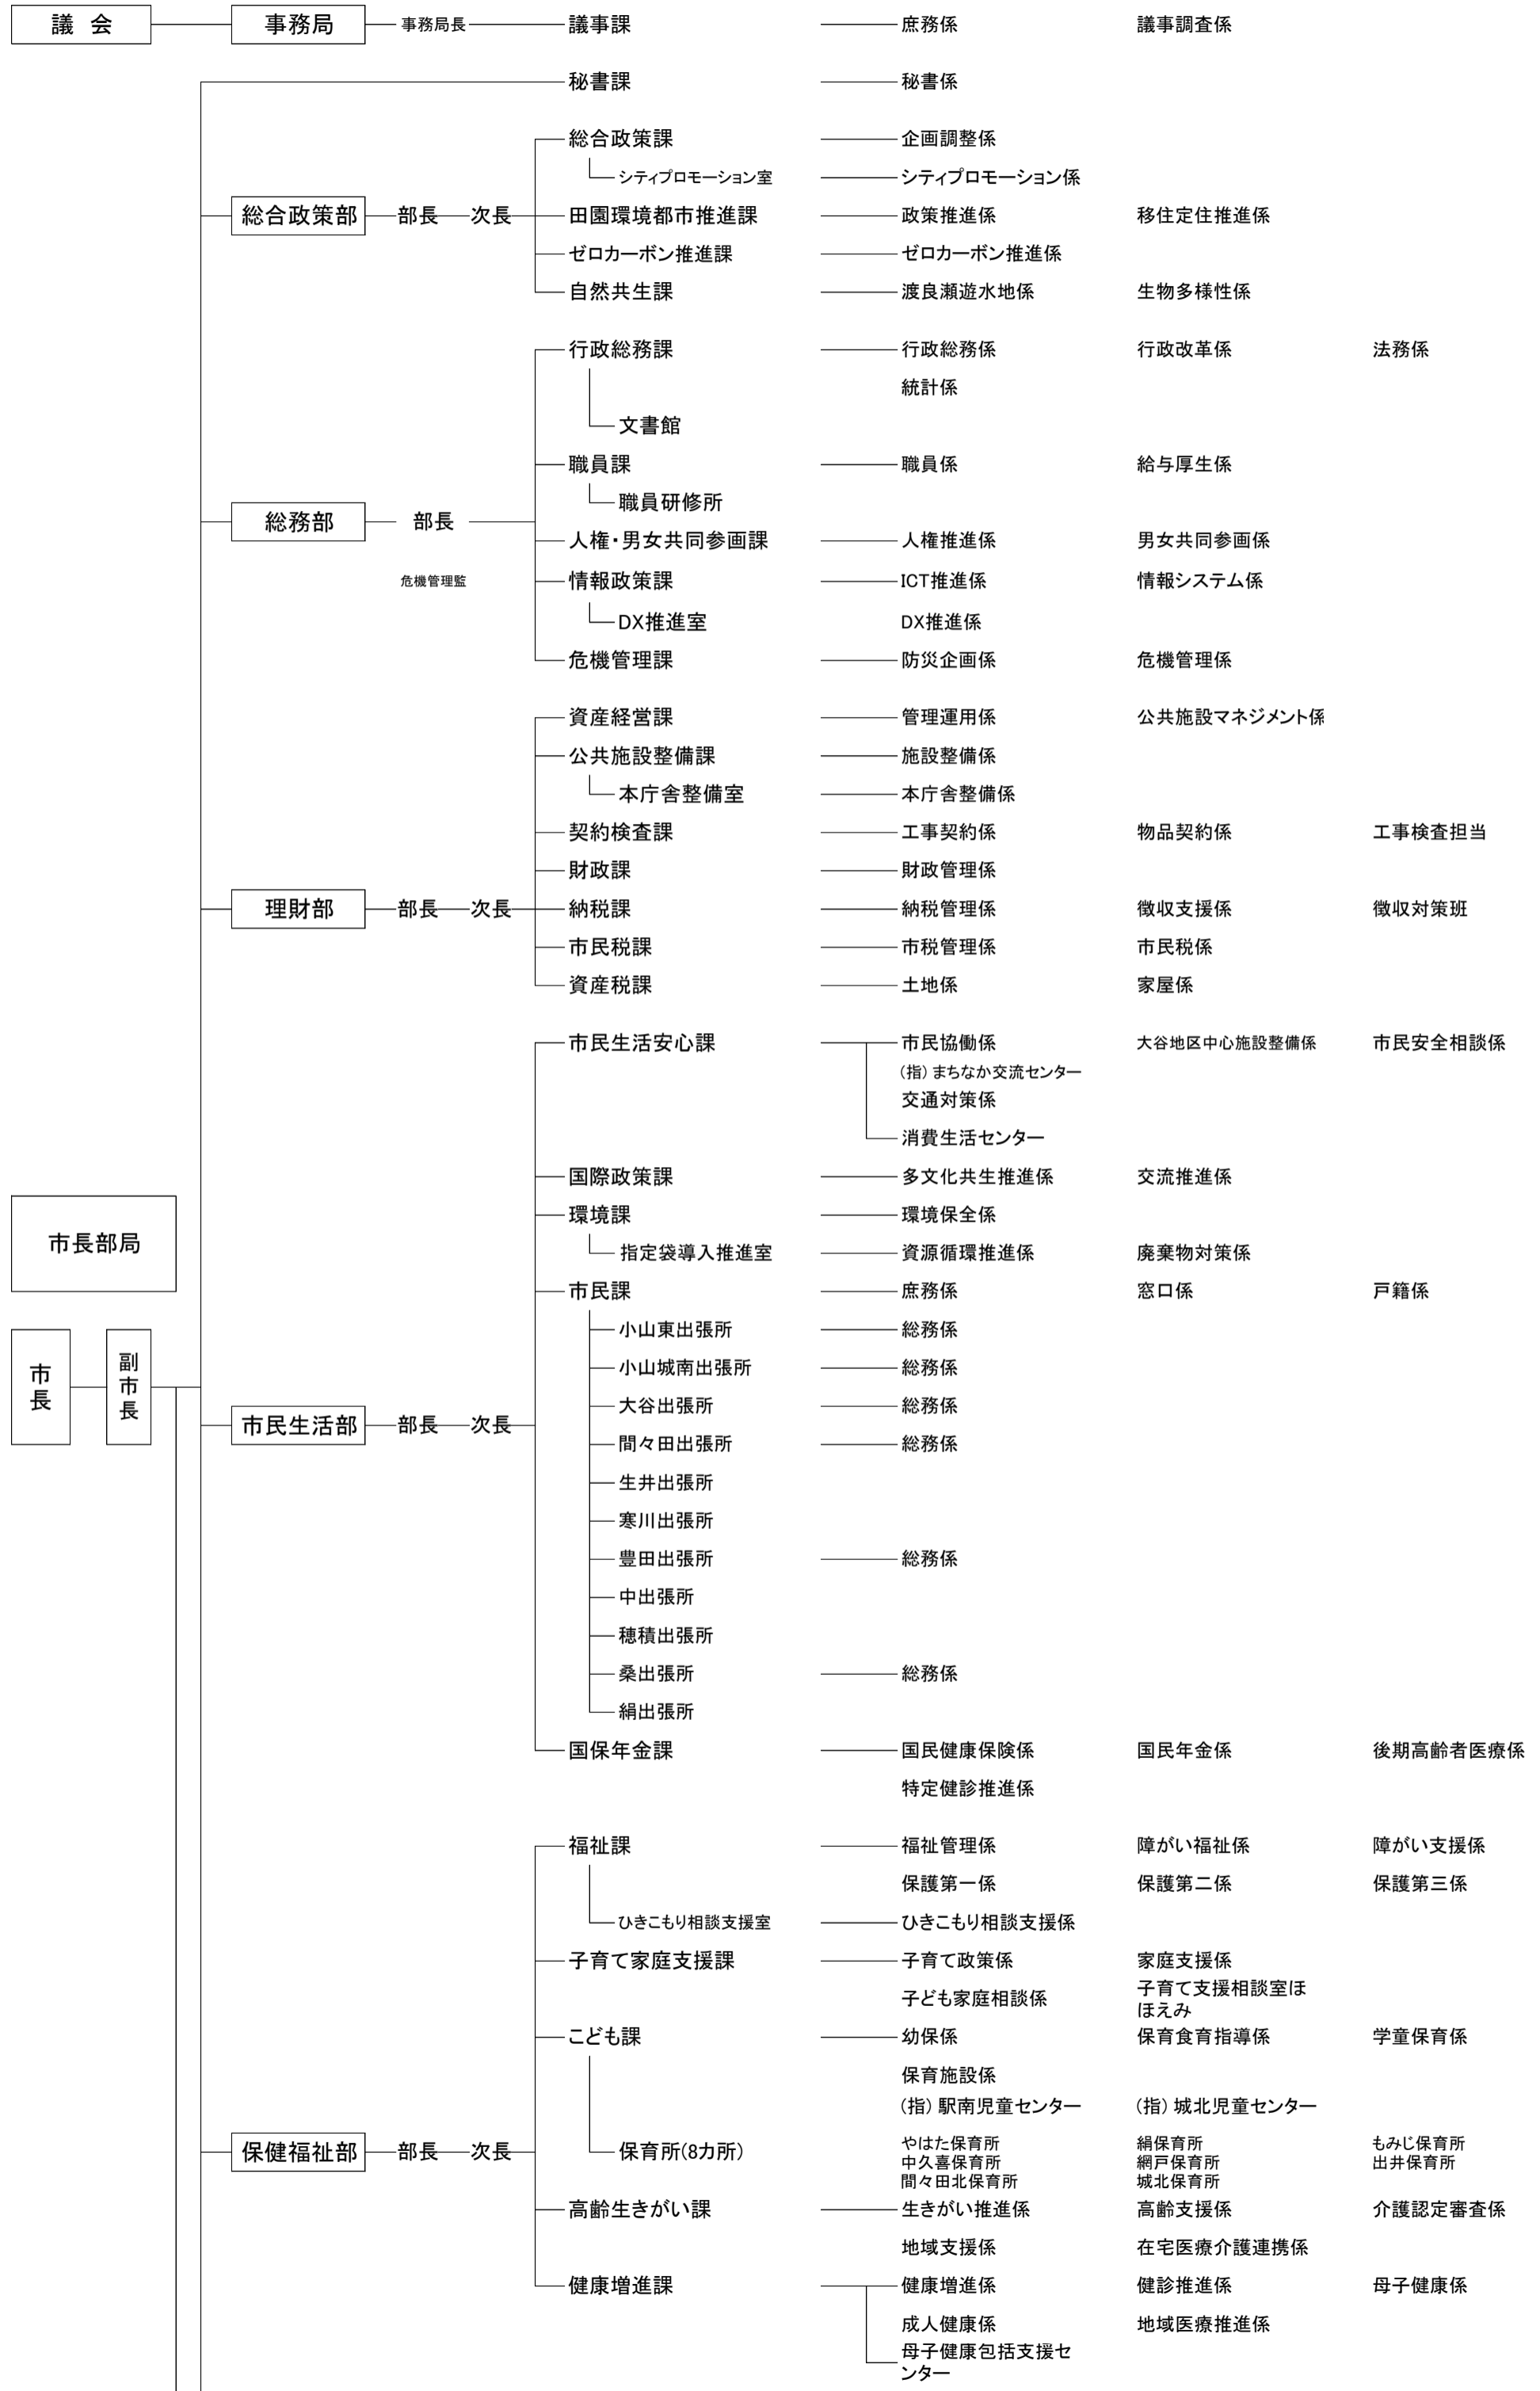 議 会 事務局 事務局長 議事課 庶務係 議事調査係
秘書課 秘書係
総合政策課 企画調整係
シティプロモーション室 シティプロモーション係
総合政策部 部長 次長 田園環境都市推進課 政策推進係 移住定住推進係
ゼロカーボン推進課 ゼロカーボン推進係
自然共生課 渡良瀬遊水地係 生物多様性係
行政総務課 行政総務係 行政改革係 法務係
統計係
文書館
職員課 職員係 給与厚生係
職員研修所
総務部 部長
人権・男女共同参画課 人権推進係 男女共同参画係
危機管理監 情報政策課 ICT推進係 情報システム係
DX推進室 DX推進係
危機管理課 防災企画係 危機管理係
資産経営課 管理運用係 公共施設マネジメント係
公共施設整備課 施設整備係
本庁舎整備室 本庁舎整備係
契約検査課 工事契約係 物品契約係 工事検査担当
財政課 財政管理係
理財部 部長 次長 納税課 納税管理係 徴収支援係 徴収対策班
市民税課 市税管理係 市民税係
資産税課 土地係 家屋係
市民生活安心課 市民協働係 大谷地区中心施設整備係 市民安全相談係
(指)まちなか交流センター
交通対策係
消費生活センター
国際政策課 多文化共生推進係 交流推進係
環境課 環境保全係
市長部局
指定袋導入推進室 資源循環推進係 廃棄物対策係
市民課 庶務係 窓口係 戸籍係
小山東出張所 総務係
小山城南出張所 総務係
市長 副市長
大谷出張所 総務係
市民生活部 部長 次長
間々田出張所 総務係
生井出張所
寒川出張所
豊田出張所 総務係
中出張所
穂積出張所
桑出張所 総務係
絹出張所
国保年金課 国民健康保険係 国民年金係 後期高齢者医療係
特定健診推進係
福祉課 福祉管理係 障がい福祉係 障がい支援係
保護第一係 保護第二係 保護第三係
ひきこもり相談支援室 ひきこもり相談支援係
子育て家庭支援課 子育て政策係 家庭支援係
子ども家庭相談係 子育て支援相談室ほ
ほえみ
こども課 幼保係 保育食育指導係 学童保育係
保育施設係
(指)駅南児童センター (指)城北児童センター
保健福祉部 部長 次長 保育所(8カ所) やはた保育所 絹保育所 もみじ保育所
中久喜保育所 網戸保育所 出井保育所
間々田北保育所 城北保育所
高齢生きがい課 生きがい推進係 高齢支援係 介護認定審査係
地域支援係 在宅医療介護連携係
健康増進課 健康増進係 健診推進係 母子健康係
成人健康係 地域医療推進係
母子健康包括支援セ
ンター